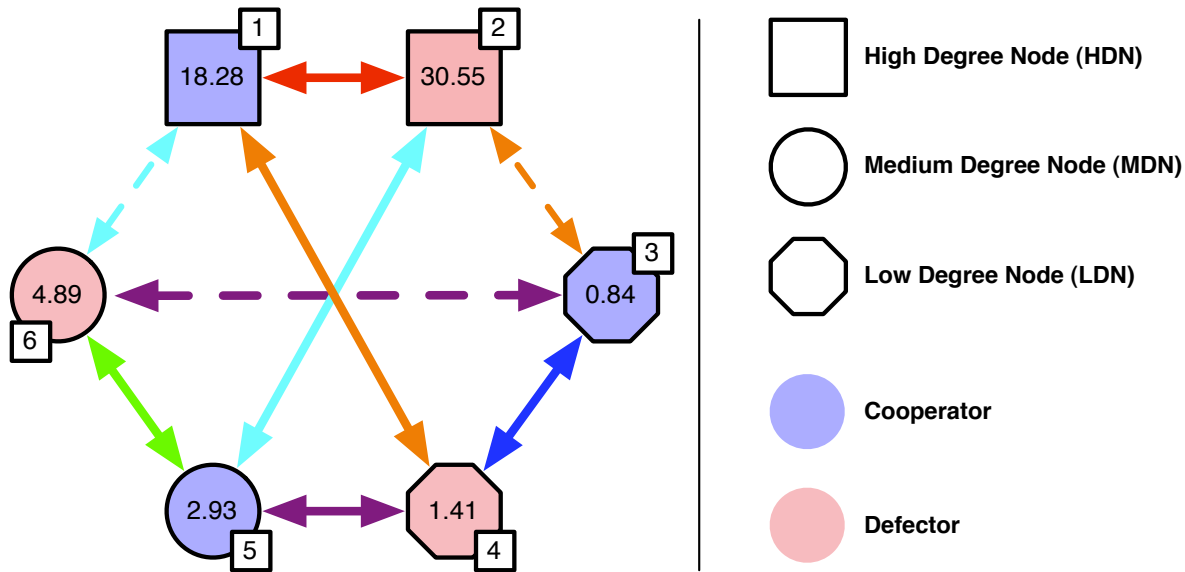 1
2
18.28
30.55
3
4.89
0.84
6
2.93
1.41
5
4
High Degree Node (HDN)
Medium Degree Node (MDN)
Low Degree Node (LDN)
Cooperator
Defector